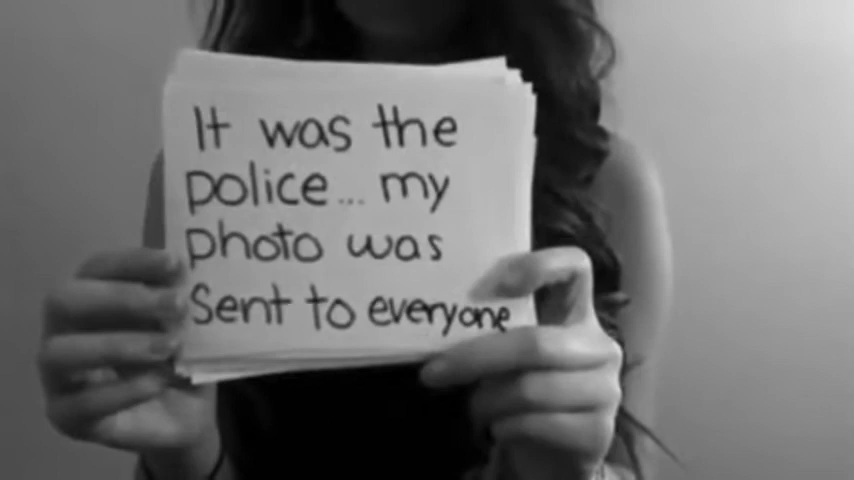 It was the
police... my
photo was
Sent to everyone